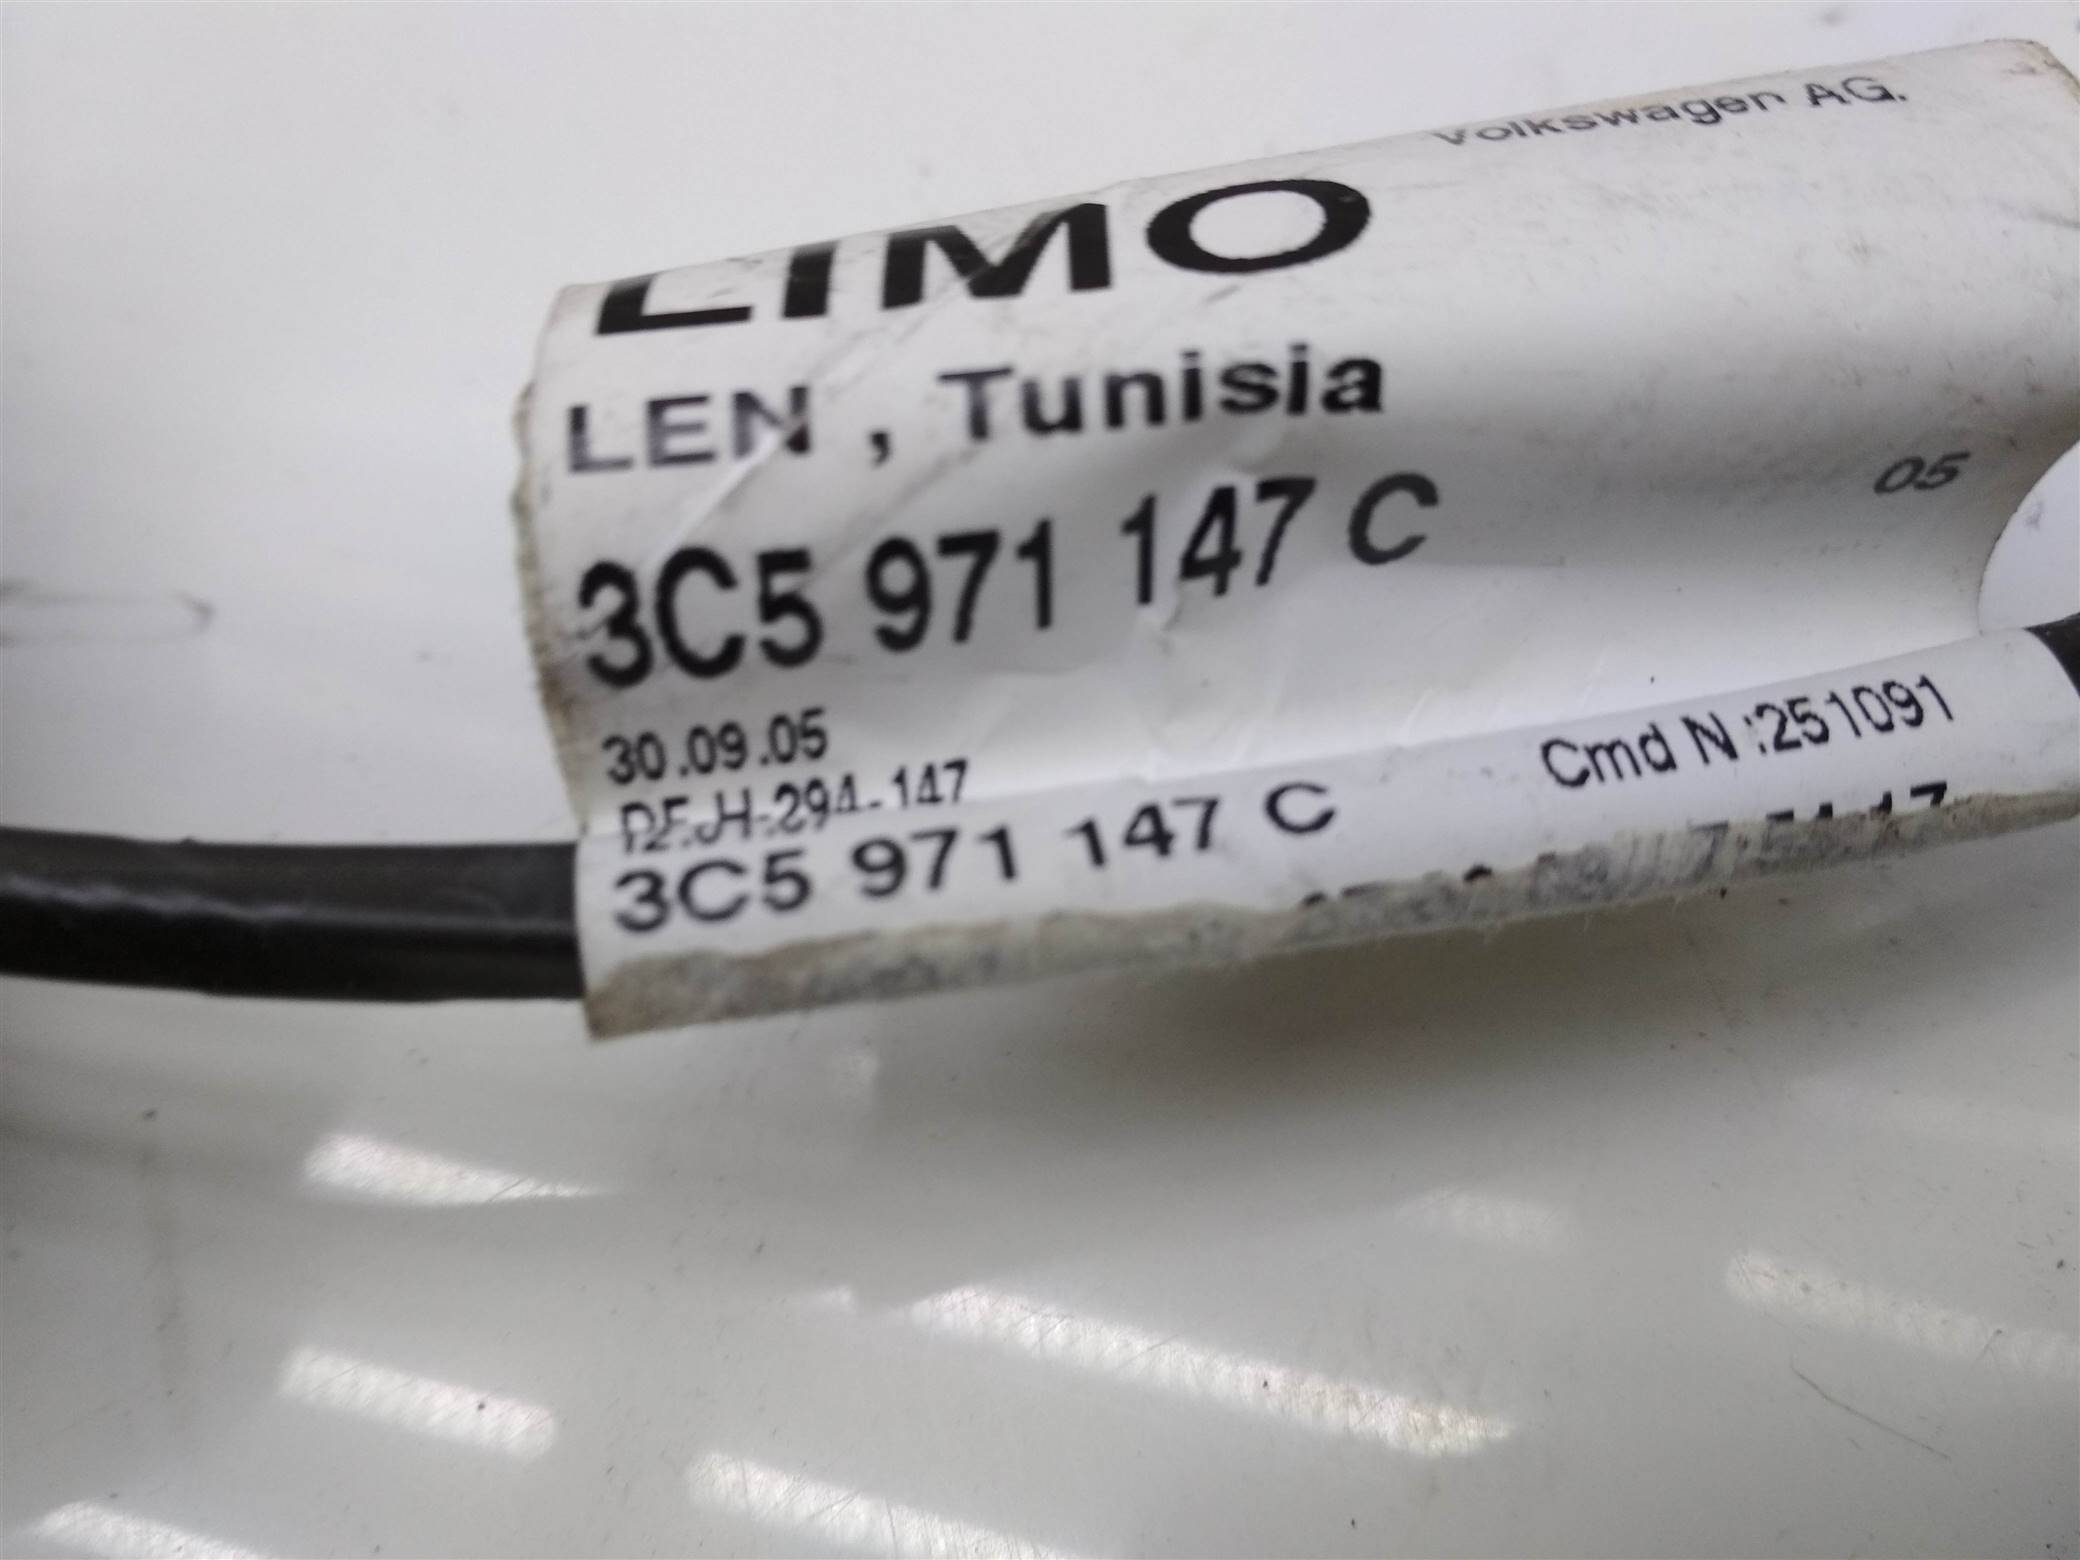 Volkswagen AG.
LIMO
LEN , Tunisia
05
3C5 971 147 C
30.09.05
3C5 971 147 C
Cmd N :251091